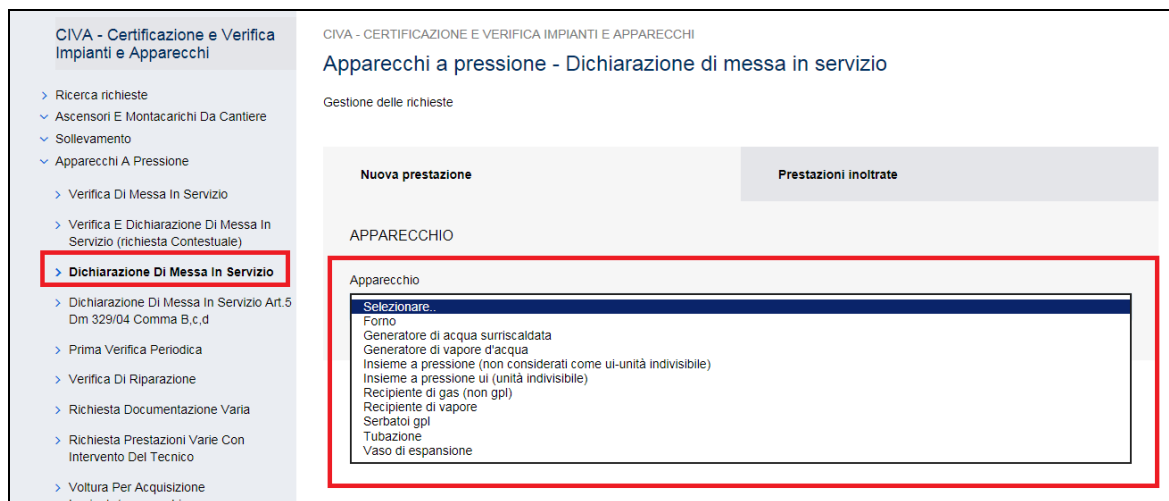 CIVA - Certificazione e Verifica
Impianti e Apparecchi
Ricerca richieste
Ascensori E Montacarichi Da Cantiere
Sollevamento
Apparecchi A Pressione
Verifica Di Messa In Servizio
Verifica E Dichiarazione Di Messa In
Servizio (richiesta Contestuale)
Dichiarazione Di Messa In Servizio
Dichiarazione Di Messa In Servizio Art.5
Dm 329/04 Comma B,c,d
Prima Verifica Periodica
Verifica Di Riparazione
Richiesta Documentazione Varia
Richiesta Prestazioni Varie Con
Intervento Del Tecnico
Voltura Per Acquisizione
CIVA - CERTIFICAZIONE E VERIFICA IMPIANTI E APPARECCHI
Apparecchi a pressione - Dichiarazione di messa in servizio
Gestione delle richieste
Nuova prestazione
Prestazioni inoltrate
APPARECCHIO
Apparecchio
Selezionare..
Forno
Generatore di acqua surriscaldata
Generatore di vapore d'acqua
Insieme a pressione (non considerati come ui-unità indivisibile)
Insieme a pressione ui (unità indivisibile)
Recipiente di gas (non gpl)
Recipiente di vapore
Serbatoi gpl
Tubazione
Vaso di espansione